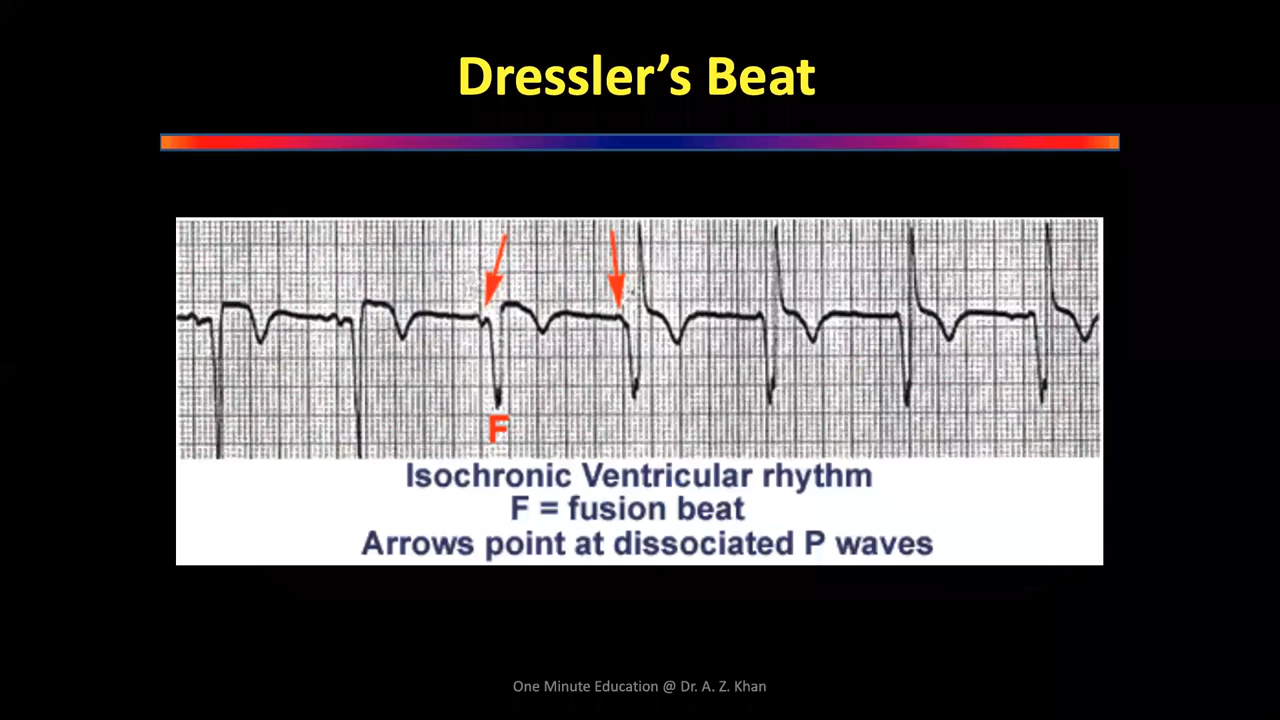 Dressler’s Beat
F
Isochronic Ventricular rhythm
F = fusion beat
Arrows point at dissociated P waves
One Minute Education @ Dr. A. Z. Khan